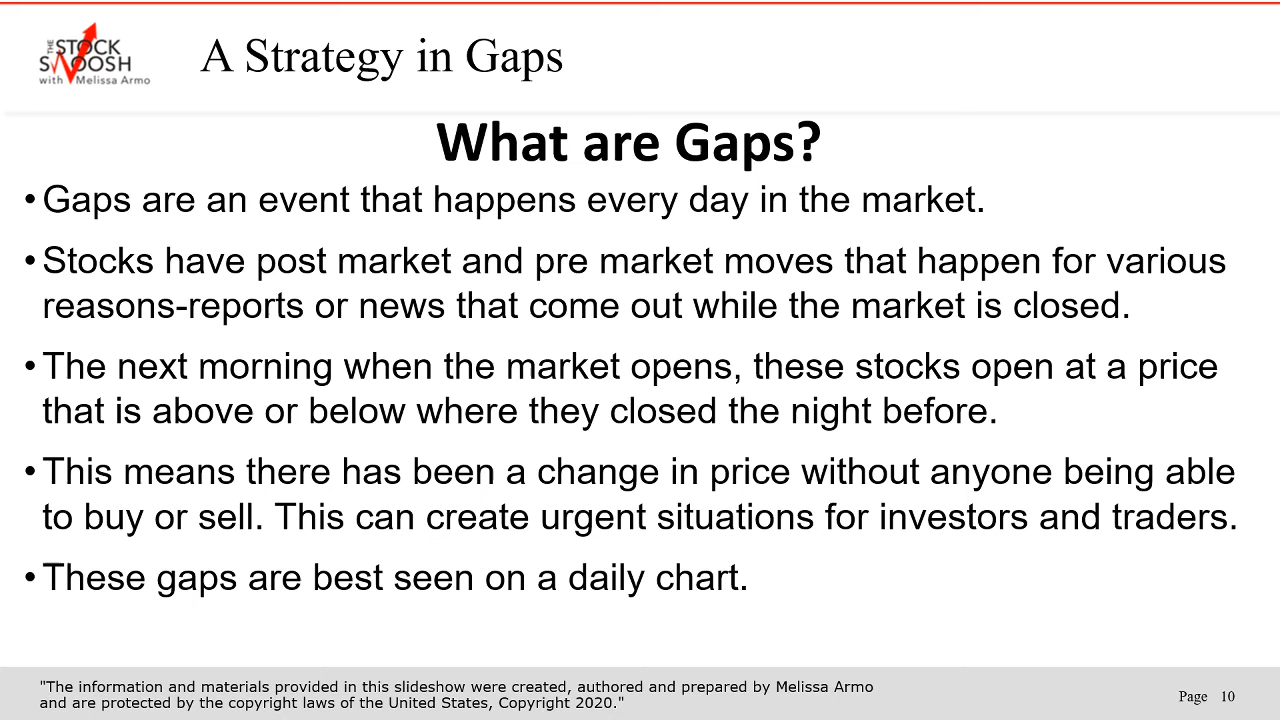 THE STOCK
SWOOSH
with Melissa Armo
A Strategy in Gaps
What are Gaps?
• Gaps are an event that happens every day in the market.
• Stocks have post market and pre market moves that happen for various
reasons-reports or news that come out while the market is closed.
• The next morning when the market opens, these stocks open at a price
that is above or below where they closed the night before.
• This means there has been a change in price without anyone being able
to buy or sell. This can create urgent situations for investors and traders.
• These gaps are best seen on a daily chart.
"The information and materials provided in this slideshow were created, authored and prepared by Melissa Armo
and are protected by the copyright laws of the United States, Copyright 2020."
Page 10